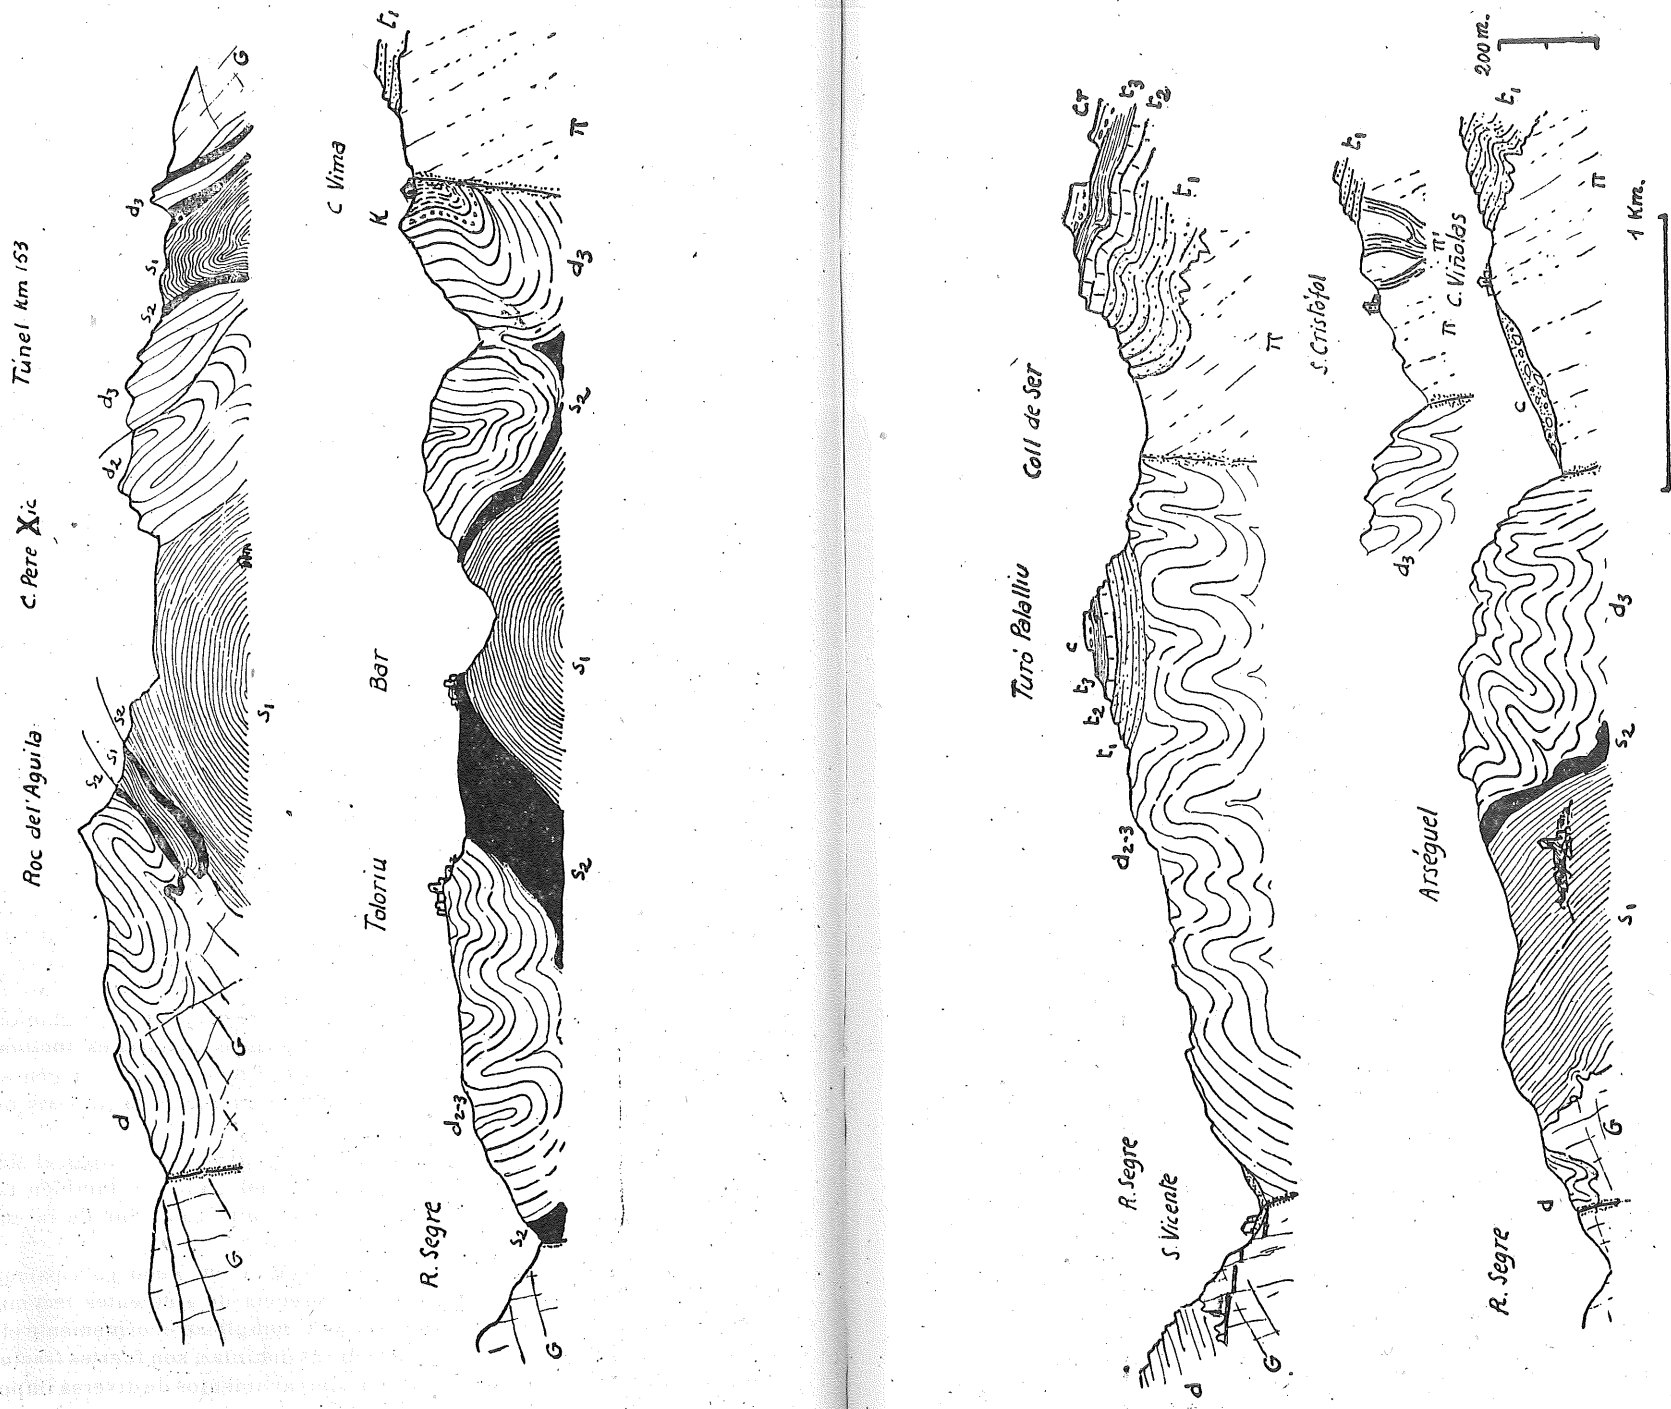 Roc del'Aguila
C. Pere Xic
Túnel Km 153
d
s2
s1
s2
d2
d3
s2
s1
d3
G
G
G
s1
R. Segre
Toloriu
Bar
C Vima
s2
d2-3
K
t1
G
s2
s1
s2
d3
π
R. Segre
S. Vicente
Turó Palalliu
Coll de Ser
d2-3
t1
t2
t3
c
cr
t3
t2
t1
d
G
π
S. Cristófol
t1
d3
π
π'
R. Segre
Arséguel
C. Viñolas
d
c
t1
G
s1
s2
d3
π
200 m.
1 Km.